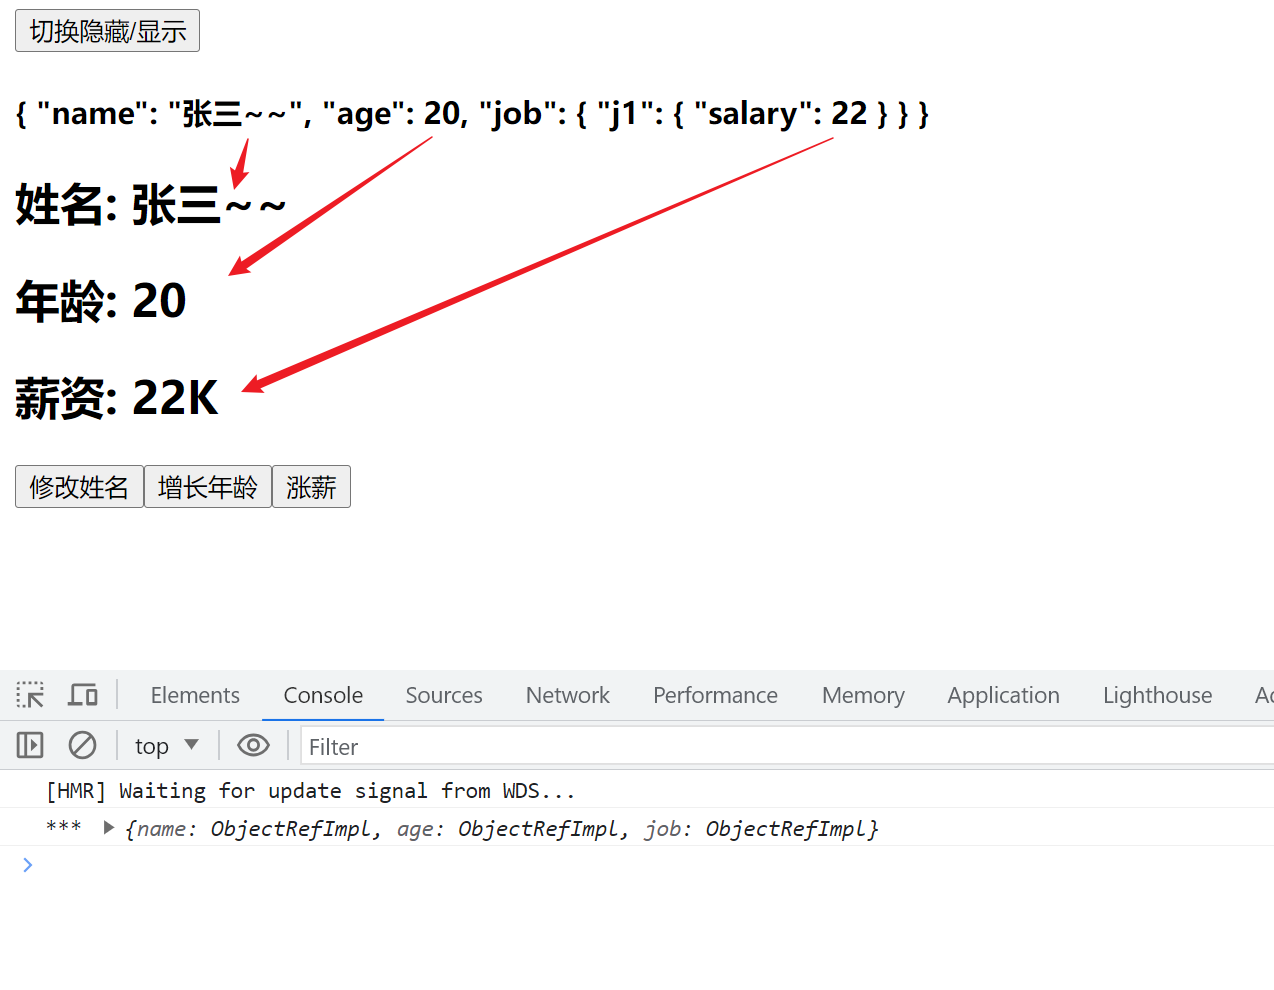 切换隐藏/显示
{ "name": "张三~~", "age": 20, "job": { "j1": { "salary": 22 } } }
姓名: 张三~~
年龄: 20
薪资: 22K
修改姓名 增长年龄 涨薪
Elements Console Sources Network Performance Memory Application Lighthouse
top Filter
[HMR] Waiting for update signal from WDS...
*** {name: ObjectRefImpl, age: ObjectRefImpl, job: ObjectRefImpl}